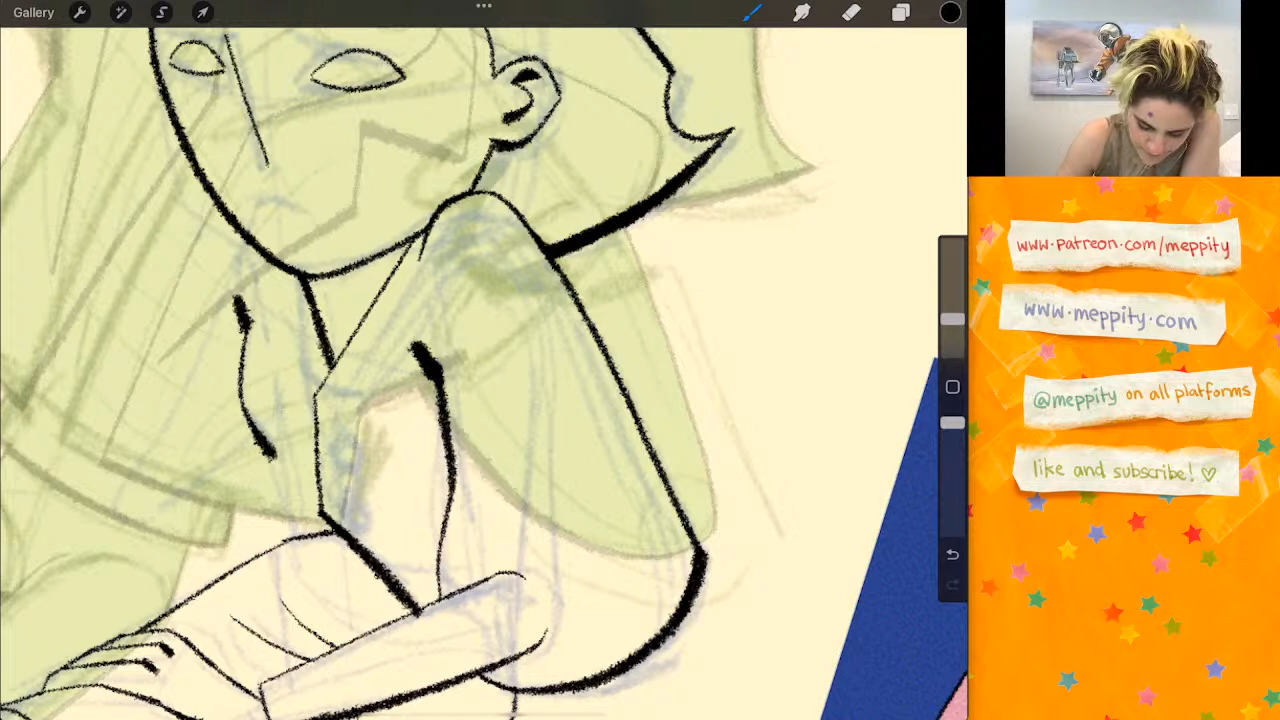 Gallery
www.patreon.com/meppity
www.meppity.com
@meppity on all platforms
like and subscribe! ♡